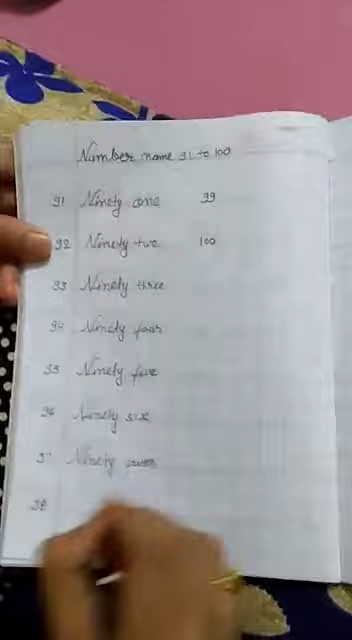 Number name 91 to 100
91 Ninety one 99
92 Ninety two 100
93 Ninety three
94 Ninety four
95 Ninety five
96 Ninety six
97 Ninety seven
98